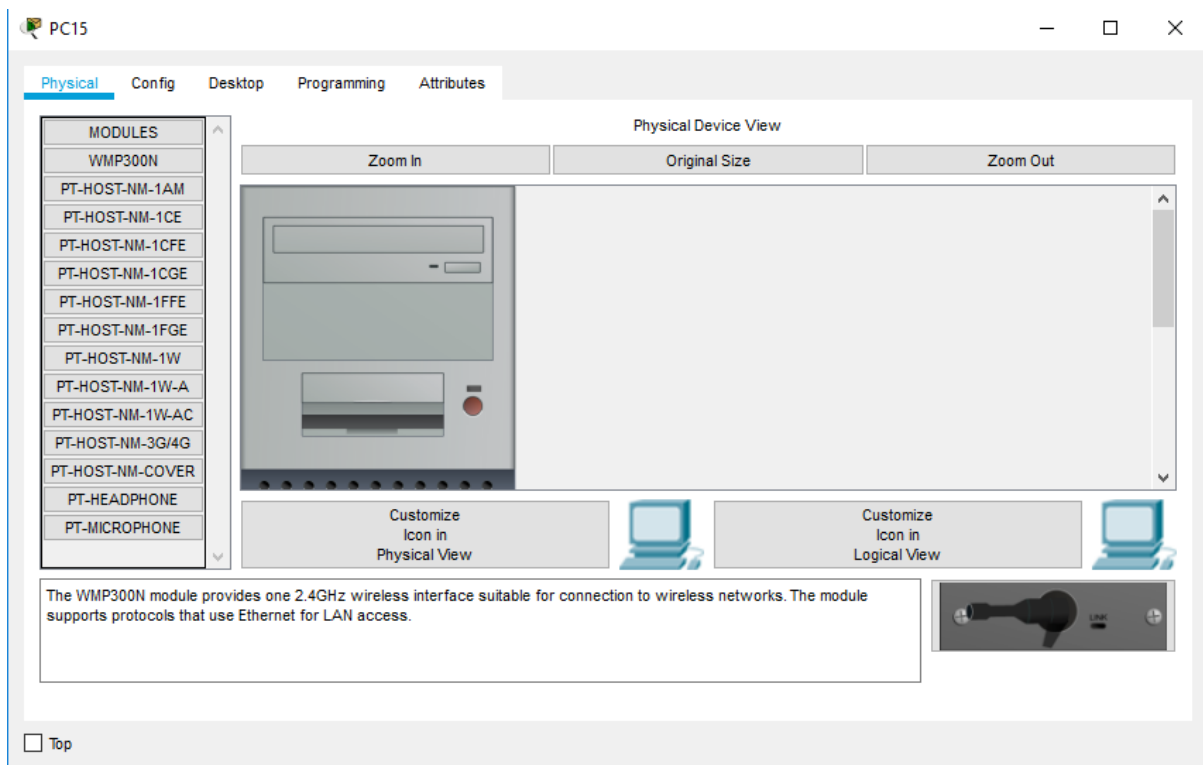 PC15
Physical Config Desktop Programming Attributes
MODULES
WMP300N
PT-HOST-NM-1AM
PT-HOST-NM-1CE
PT-HOST-NM-1CFE
PT-HOST-NM-1CGE
PT-HOST-NM-1FFE
PT-HOST-NM-1FGE
PT-HOST-NM-1W
PT-HOST-NM-1W-A
PT-HOST-NM-1W-AC
PT-HOST-NM-3G/4G
PT-HOST-NM-COVER
PT-HEADPHONE
PT-MICROPHONE
Physical Device View
Zoom In Original Size Zoom Out
Customize
Icon in
Physical View
Customize
Icon in
Logical View
The WMP300N module provides one 2.4GHz wireless interface suitable for connection to wireless networks. The module
supports protocols that use Ethernet for LAN access.
LINK
Top